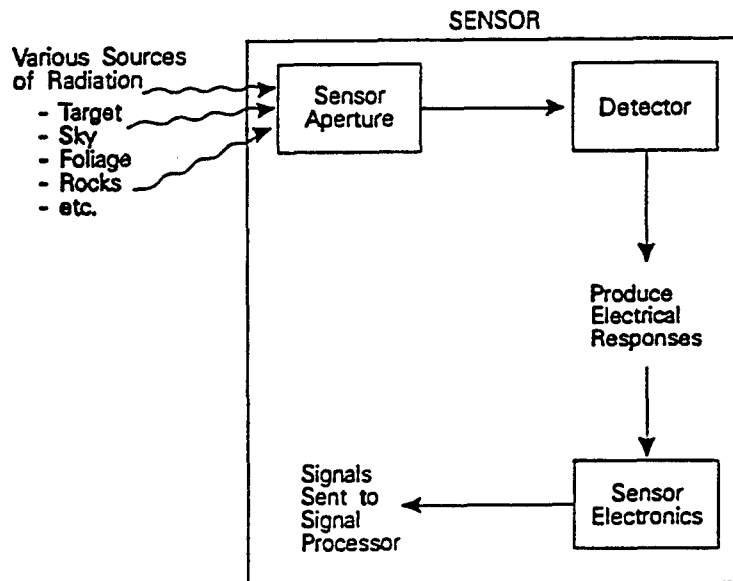 SENSOR
Various Sources
of Radiation
- Target
- Sky
- Foliage
- Rocks
- etc.
Sensor
Aperture
Detector
Produce
Electrical
Responses
Sensor
Electronics
Signals
Sent to
Signal
Processor